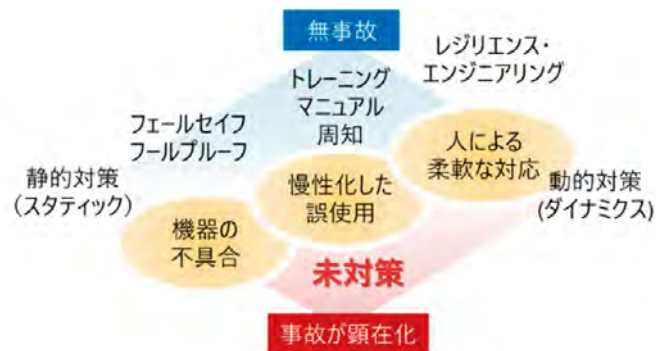 無事故
レジリエンス・
エンジニアリング
トレーニング
マニュアル
周知
フェールセイフ
フールプルーフ
人による
柔軟な対応
静的対策
(スタティック)
慢性化した
誤使用
動的対策
(ダイナミクス)
機器の
不具合
未対策
事故が顕在化